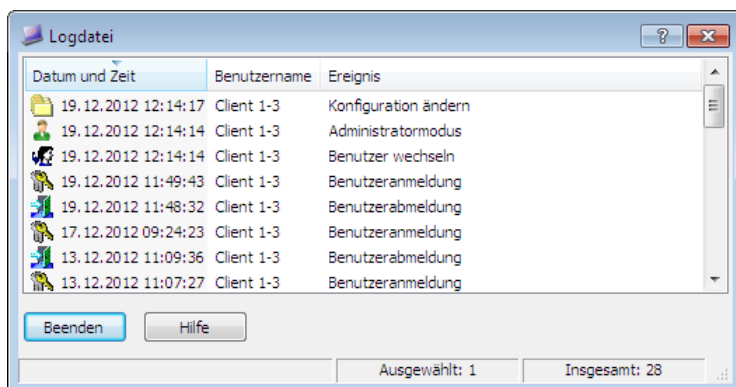 Logdatei
Datum und Zeit Benutzername Ereignis
19.12.2012 12:14:17 Client 1-3 Konfiguration ändern
19.12.2012 12:14:14 Client 1-3 Administratormodus
19.12.2012 12:14:14 Client 1-3 Benutzer wechseln
19.12.2012 11:49:43 Client 1-3 Benutzeranmeldung
19.12.2012 11:48:32 Client 1-3 Benutzerabmeldung
17.12.2012 09:24:23 Client 1-3 Benutzeranmeldung
13.12.2012 11:09:36 Client 1-3 Benutzerabmeldung
13.12.2012 11:07:27 Client 1-3 Benutzeranmeldung
Beenden Hilfe
Ausgewählt: 1 Insgesamt: 28